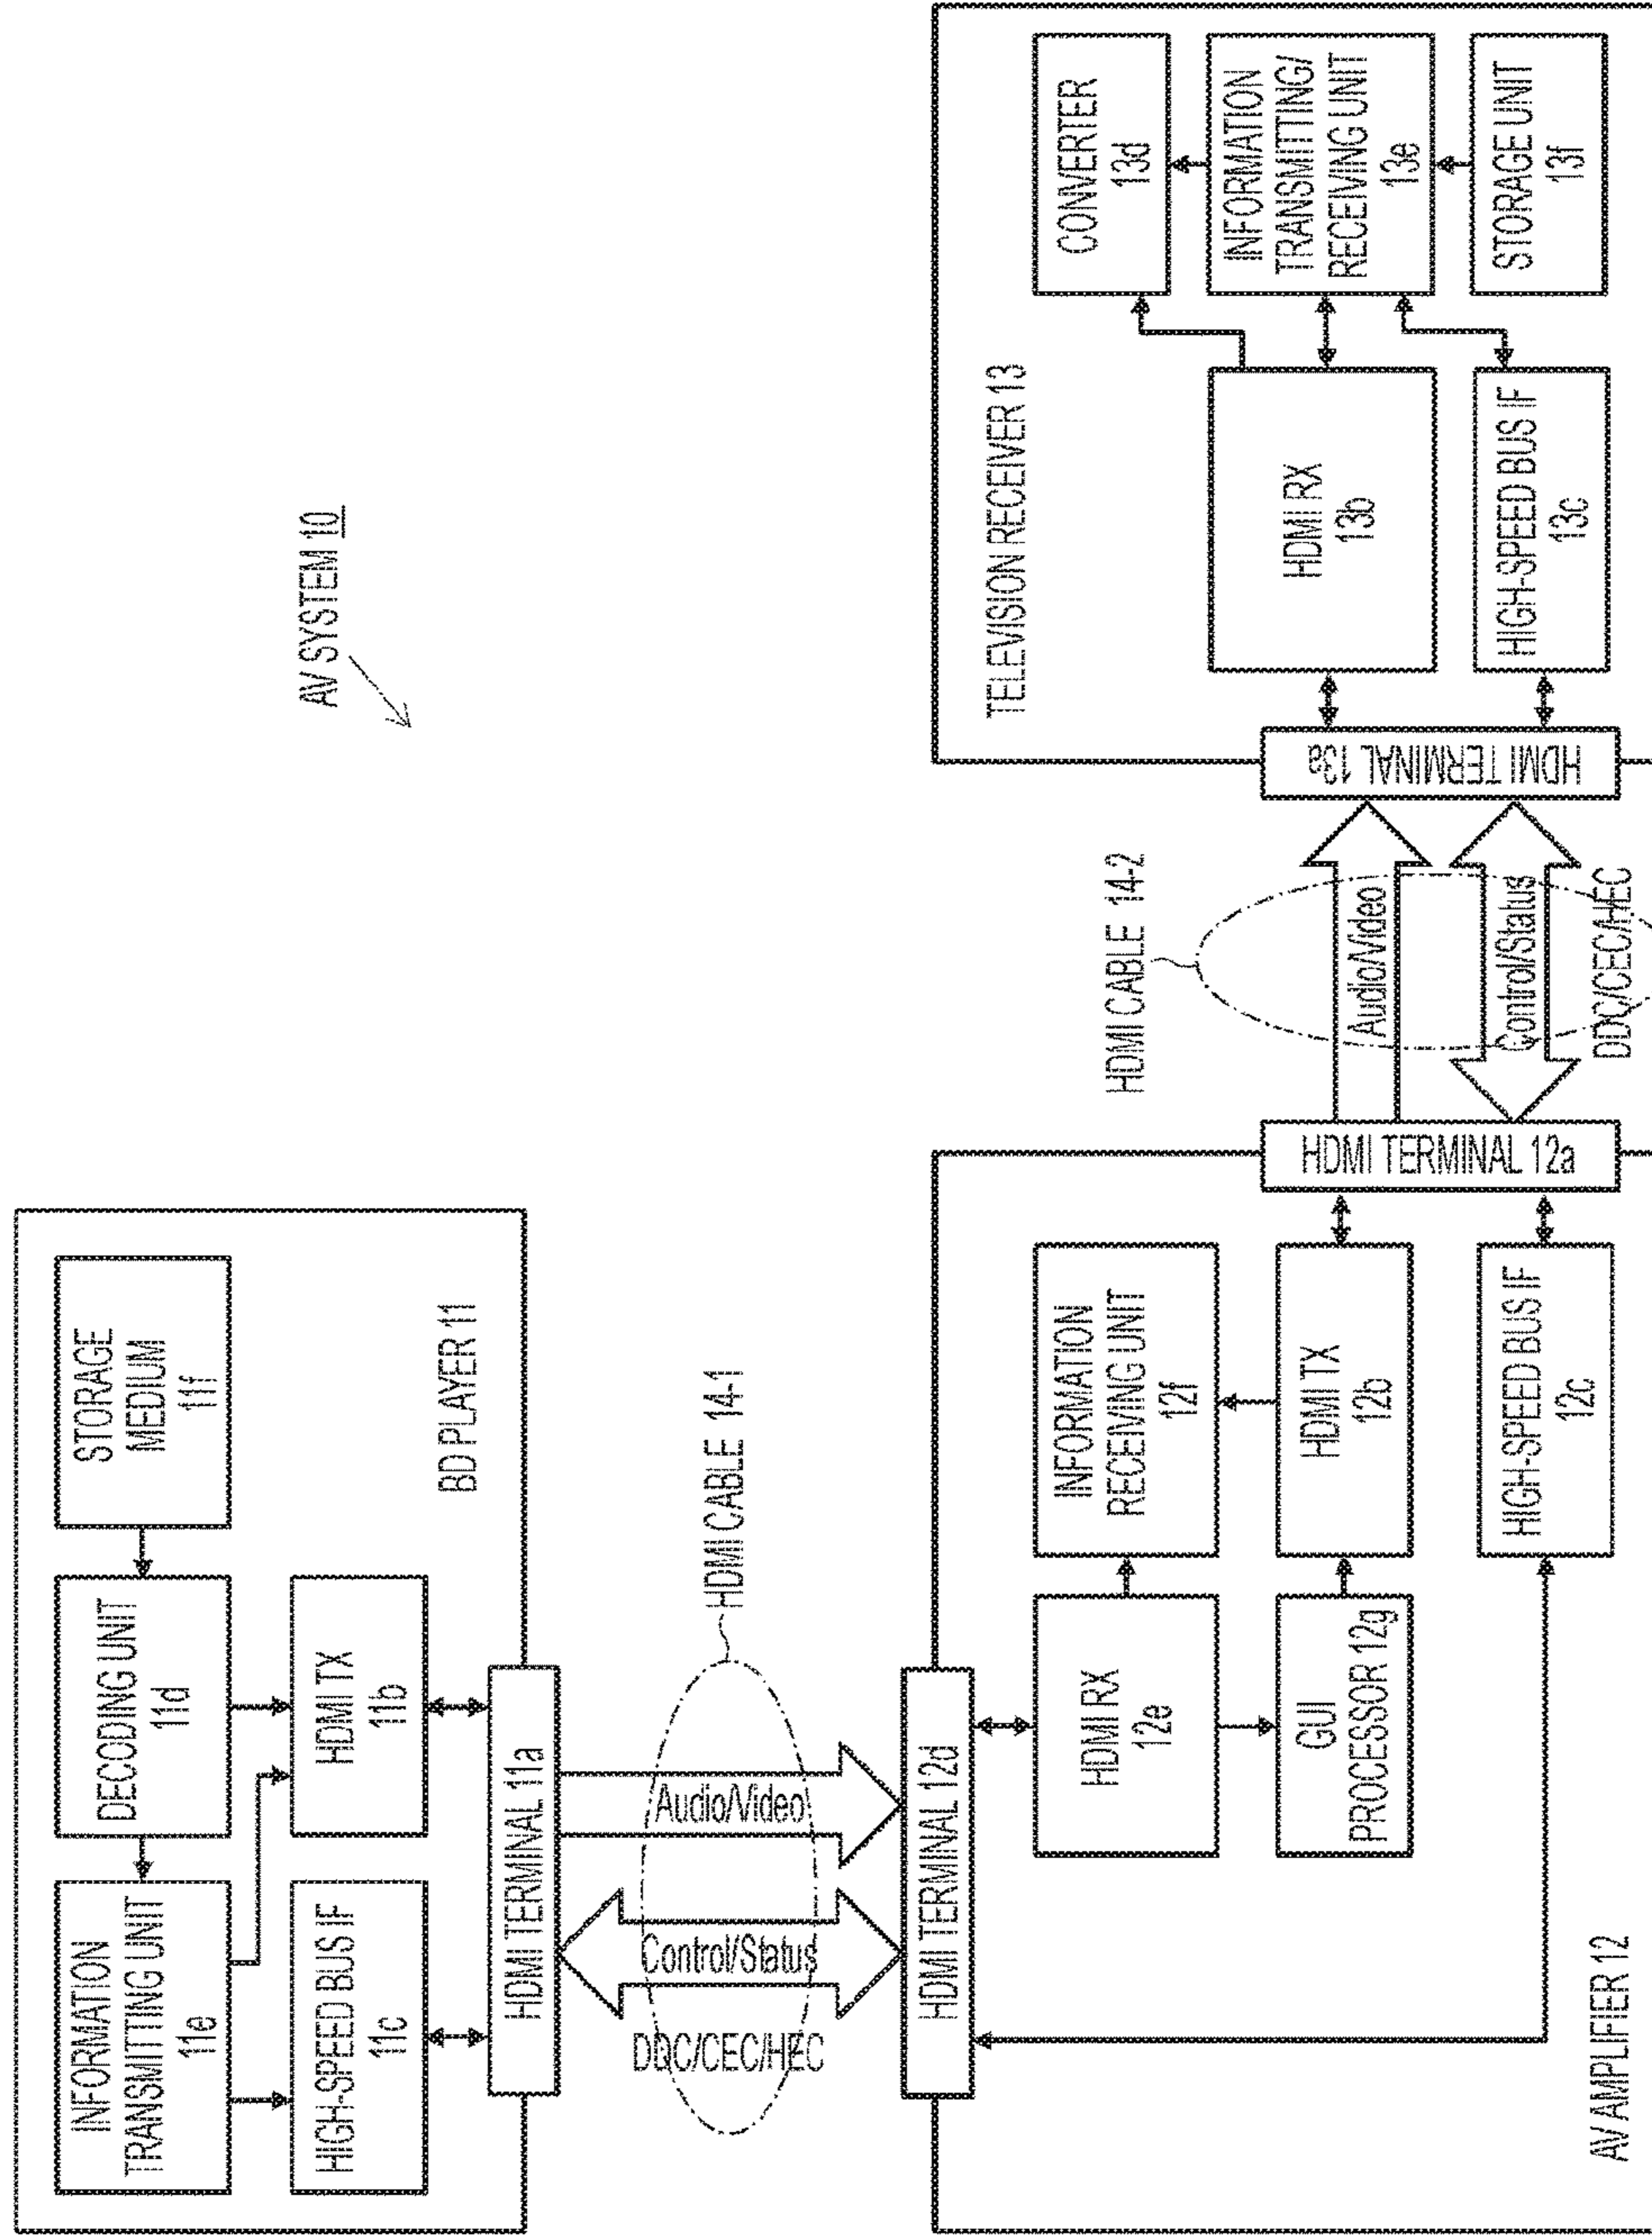 AV SYSTEM 10
INFORMATION
TRANSMITTING UNIT
11e
DECODING UNIT
11d
STORAGE
MEDIUM
11f
HIGH-SPEED BUS IF
11c
HDMI TX
11b
BD PLAYER 11
HDMI TERMINAL 11a
Control/Status
Audio/Video
DDC/CEC/HEC
HDMI CABLE 14-1
HDMI TERMINAL 12d
HDMI RX
12e
INFORMATION
RECEIVING UNIT
12f
GUI
PROCESSOR 12g
HDMI TX
12b
HIGH-SPEED BUS IF
12c
AV AMPLIFIER 12
HDMI TERMINAL 12a
HDMI CABLE 14-2
Audio/Video
Control/Status
DDC/CEC/HEC
HDMI TERMINAL 13a
TELEVISION RECEIVER 13
HDMI RX
13b
HIGH-SPEED BUS IF
13c
CONVERTER
13d
INFORMATION
TRANSMITTING/
RECEIVING UNIT
13e
STORAGE UNIT
13f